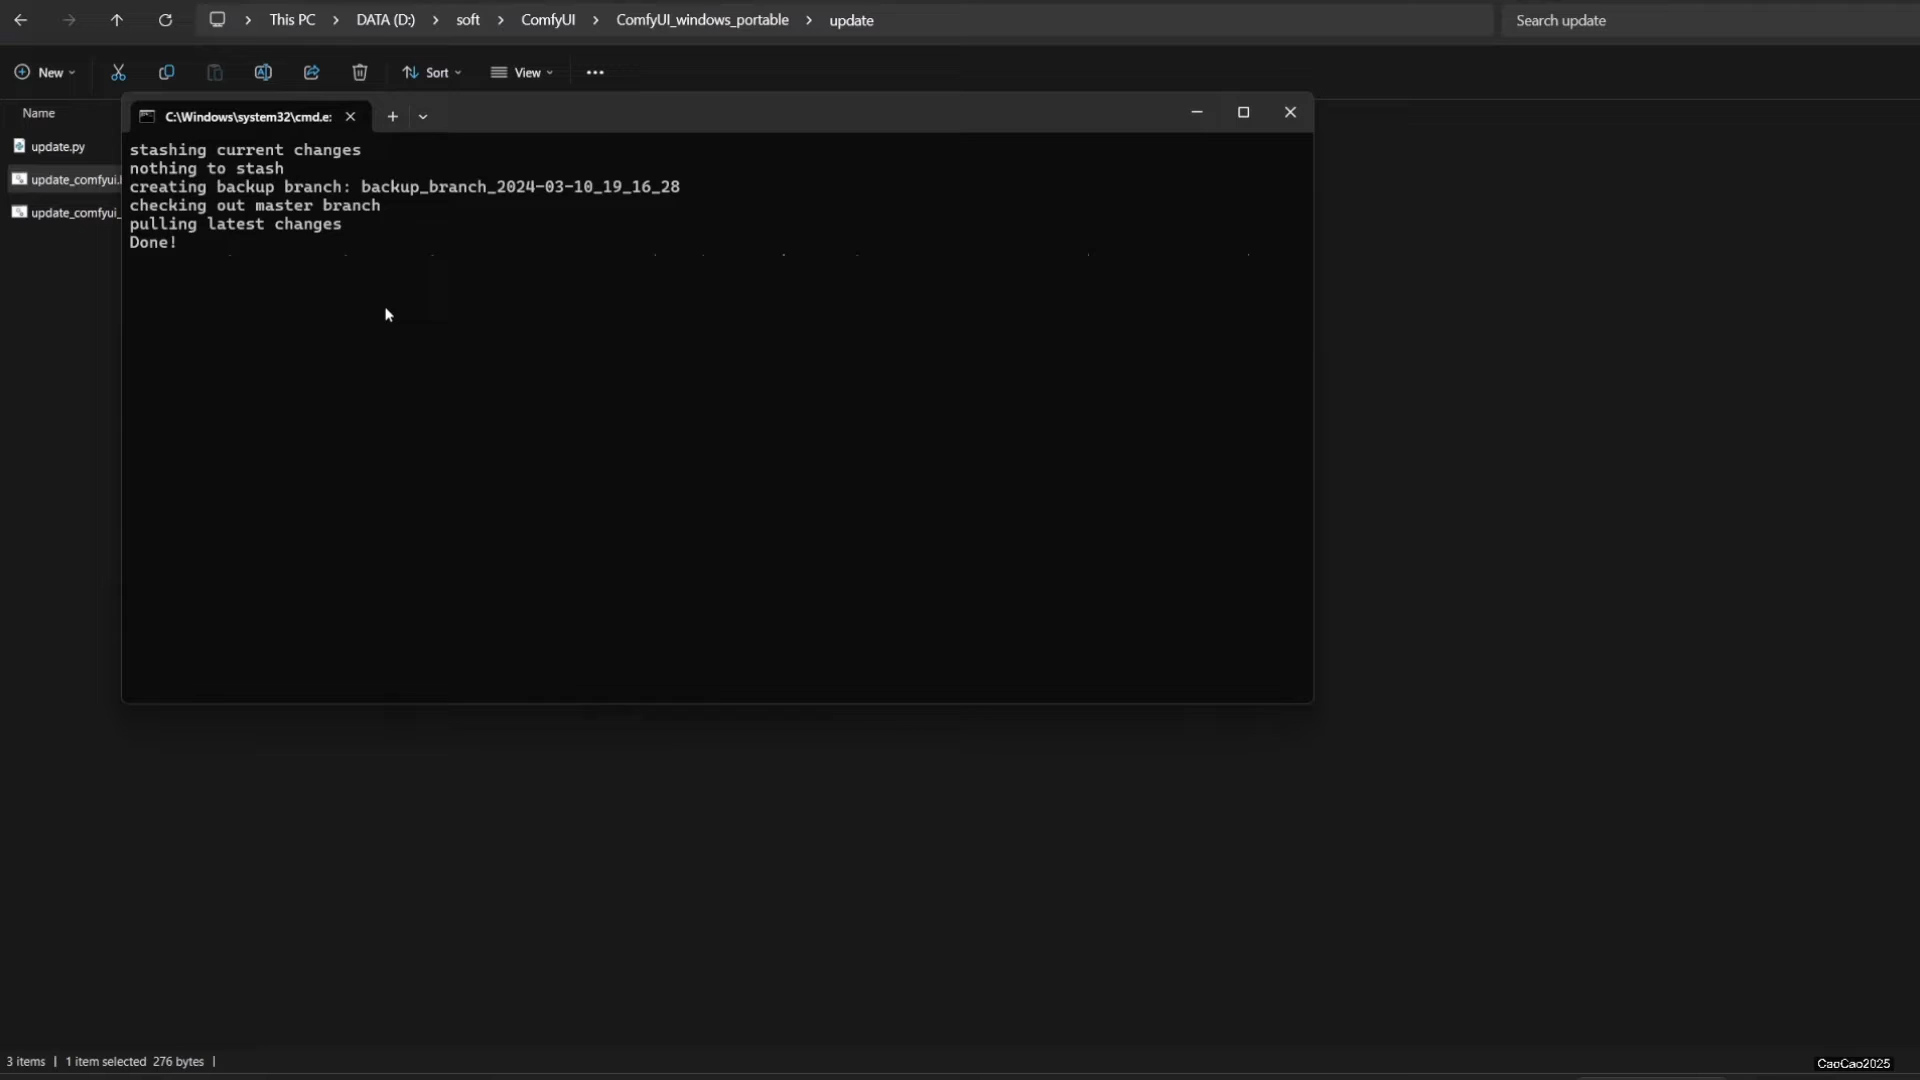 This PC > DATA (D:) > soft > ComfyUI > ComfyUI_windows_portable > update
Search update
New
Sort
View
Name
C:\Windows\system32\cmd.e:
update.py
update_comfyui.
update_comfyui_
stashing current changes
nothing to stash
creating backup branch: backup_branch_2024-03-10_19_16_28
checking out master branch
pulling latest changes
Done!
3 items | 1 item selected 276 bytes |
CaoCao2025